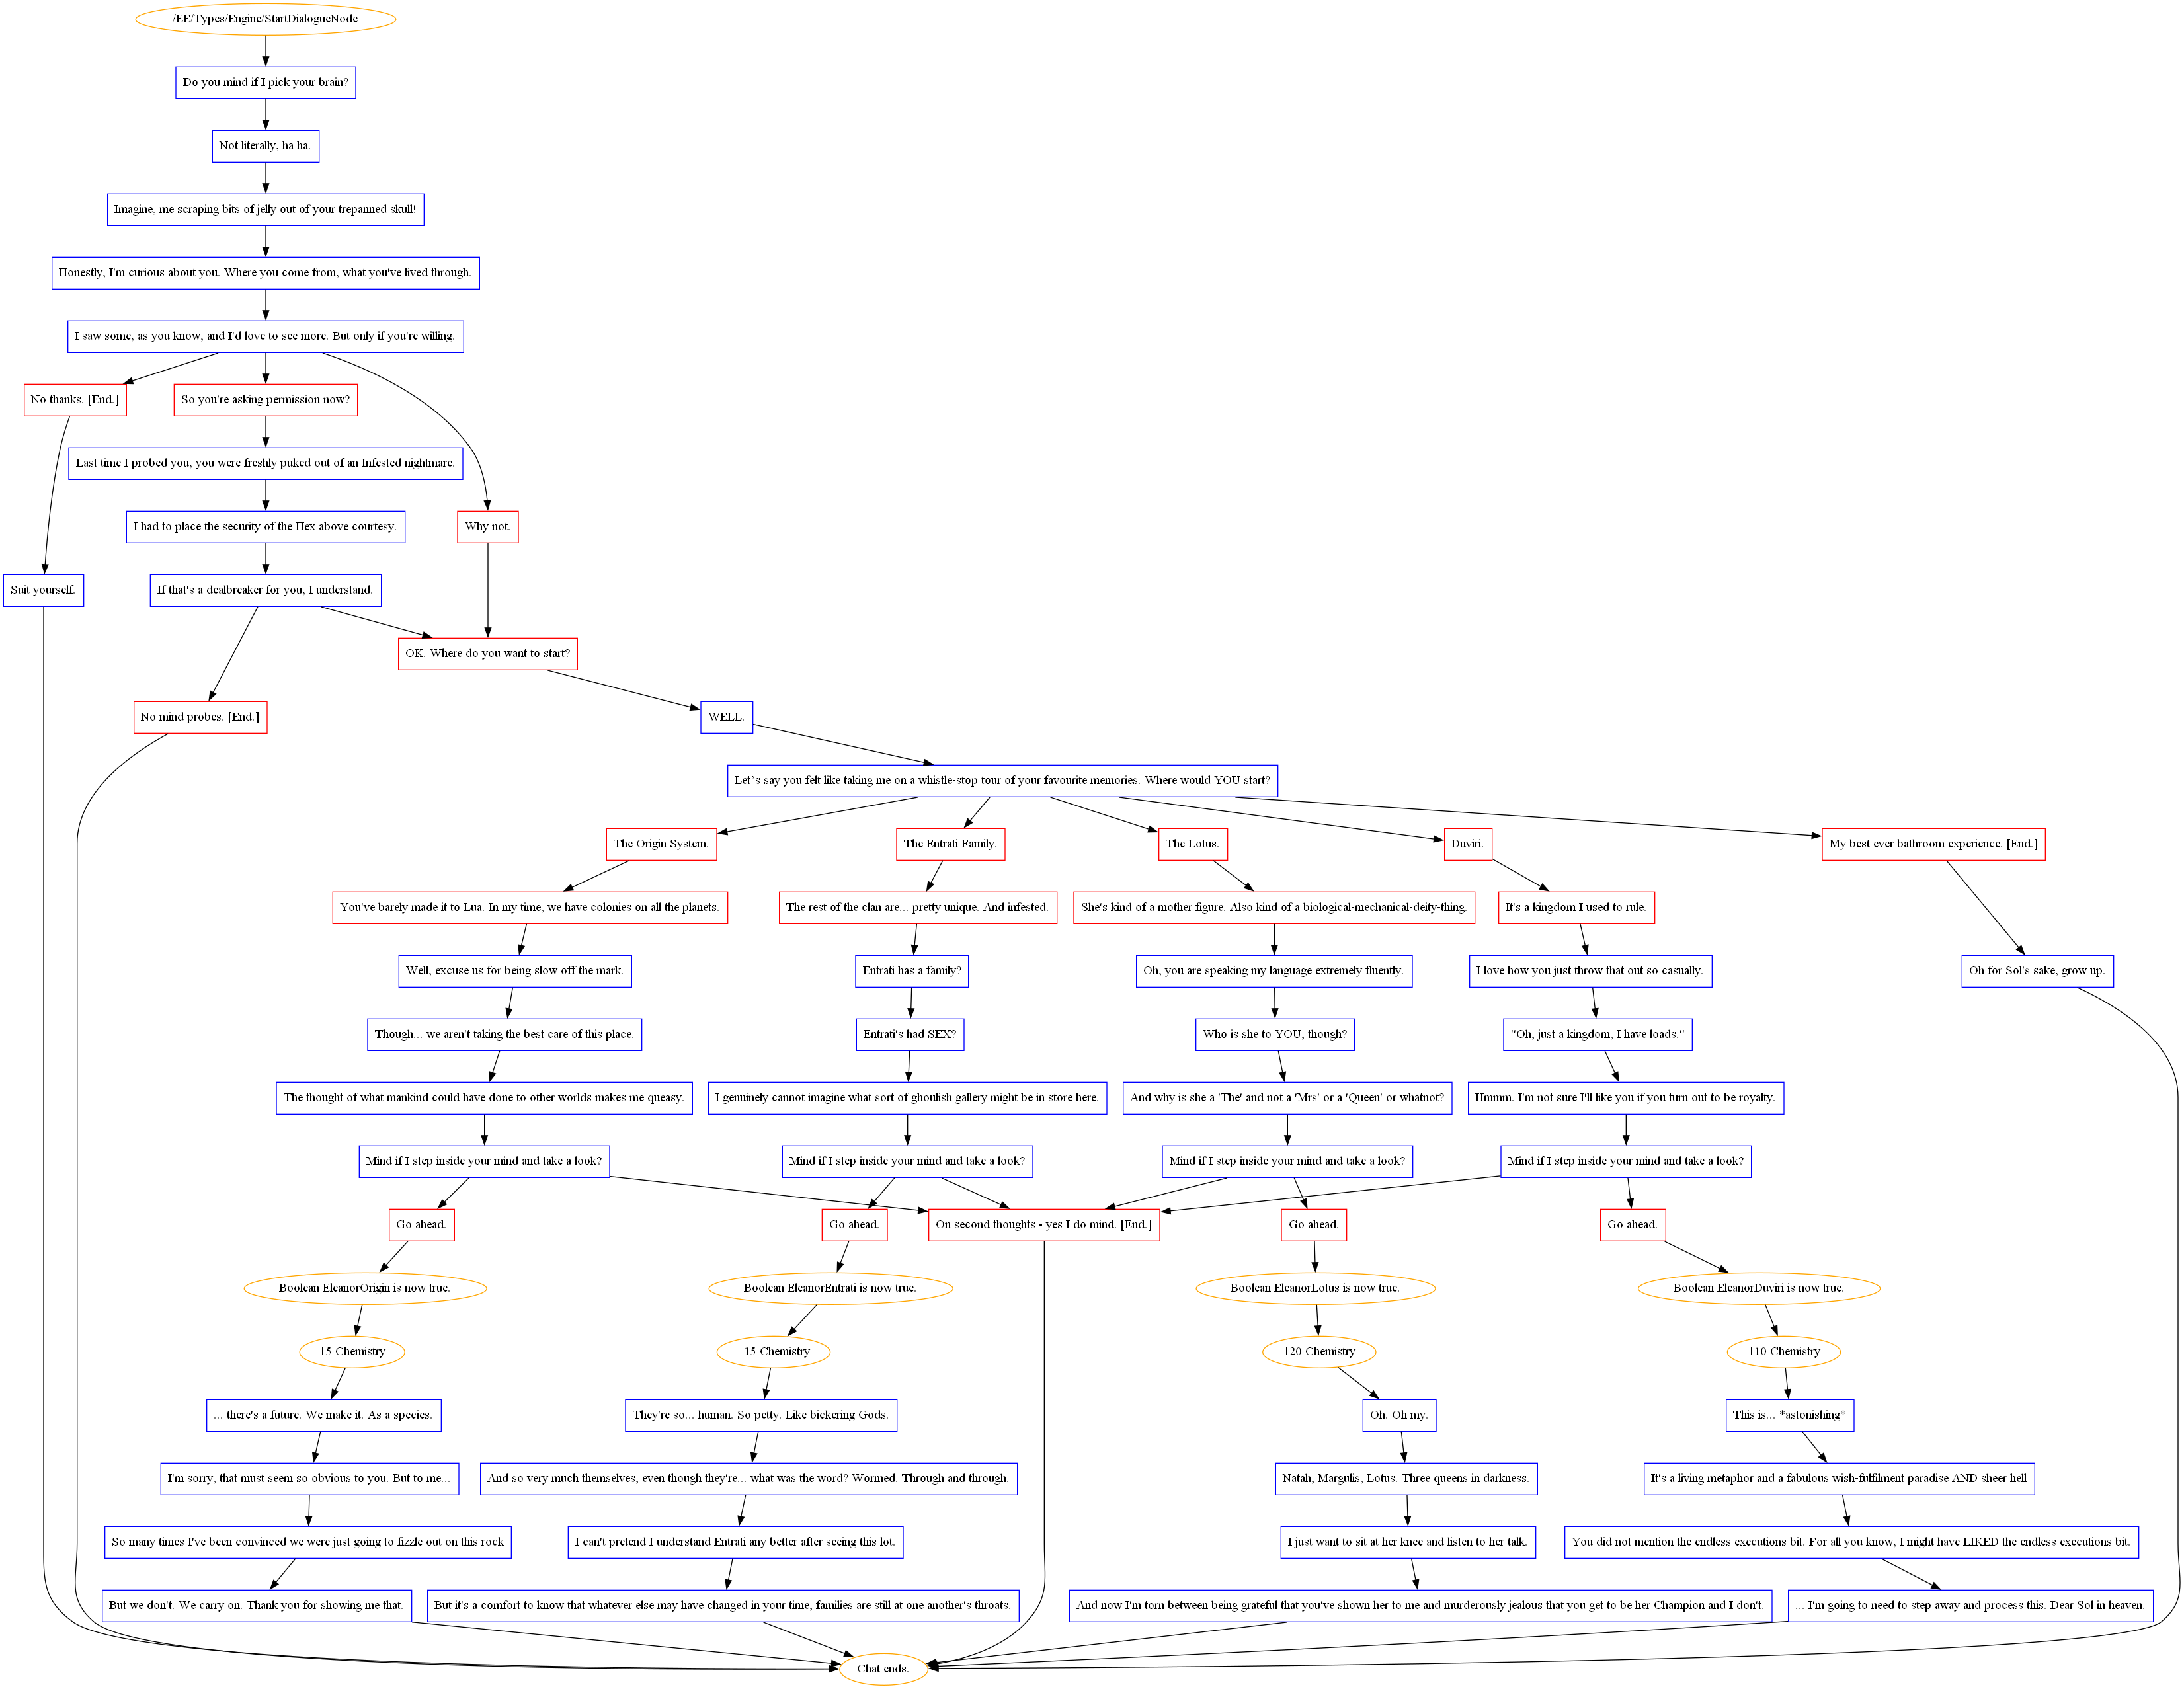 /EE/Types/Engine/StartDialogueNode
Do you mind if I pick your brain?
Not literally, ha ha.
Imagine, me scraping bits of jelly out of your trepanned skull!
Honestly, I'm curious about you. Where you come from, what you've lived through.
I saw some, as you know, and I'd love to see more. But only if you're willing.
No thanks. [End.]
So you're asking permission now?
Last time I probed you, you were freshly puked out of an Infested nightmare.
I had to place the security of the Hex above courtesy.
Why not.
Suit yourself.
If that's a dealbreaker for you, I understand.
OK. Where do you want to start?
No mind probes. [End.]
WELL.
Let`s say you felt like taking me on a whistle-stop tour of your favourite memories. Where would YOU start?
The Origin System.
The Entrati Family.
The Lotus.
Duviri.
My best ever bathroom experience. [End.]
You've barely made it to Lua. In my time, we have colonies on all the planets.
The rest of the clan are... pretty unique. And infested.
She's kind of a mother figure. Also kind of a biological-mechanical-deity-thing.
It's a kingdom I used to rule.
Well, excuse us for being slow off the mark.
Entrati has a family?
Oh, you are speaking my language extremely fluently.
I love how you just throw that out so casually.
Oh for Sol's sake, grow up.
Though... we aren't taking the best care of this place.
Entrati's had SEX?
Who is she to YOU, though?
"Oh, just a kingdom, I have loads."
The thought of what mankind could have done to other worlds makes me queasy.
I genuinely cannot imagine what sort of ghoulish gallery might be in store here.
And why is she a 'The' and not a 'Mrs' or a 'Queen' or whatnot?
Hmmm. I'm not sure I'll like you if you turn out to be royalty.
Mind if I step inside your mind and take a look?
Mind if I step inside your mind and take a look?
Mind if I step inside your mind and take a look?
Mind if I step inside your mind and take a look?
Go ahead.
Go ahead.
On second thoughts - yes I do mind. [End.]
Go ahead.
Go ahead.
Boolean EleanorOrigin is now true.
Boolean EleanorEntrati is now true.
Boolean EleanorLotus is now true.
Boolean EleanorDuviri is now true.
+5 Chemistry
+15 Chemistry
+20 Chemistry
+10 Chemistry
... there's a future. We make it. As a species.
They're so... human. So petty. Like bickering Gods.
Oh. Oh my.
This is... *astonishing*
I'm sorry, that must seem so obvious to you. But to me...
And so very much themselves, even though they're... what was the word? Wormed. Through and through.
Natah, Margulis, Lotus. Three queens in darkness.
It's a living metaphor and a fabulous wish-fulfilment paradise AND sheer hell
So many times I've been convinced we were just going to fizzle out on this rock
I can't pretend I understand Entrati any better after seeing this lot.
I just want to sit at her knee and listen to her talk.
You did not mention the endless executions bit. For all you know, I might have LIKED the endless executions bit.
But we don't. We carry on. Thank you for showing me that.
But it's a comfort to know that whatever else may have changed in your time, families are still at one another's throats.
And now I'm torn between being grateful that you've shown her to me and murderously jealous that you get to be her Champion and I don't.
... I'm going to need to step away and process this. Dear Sol in heaven.
Chat ends.